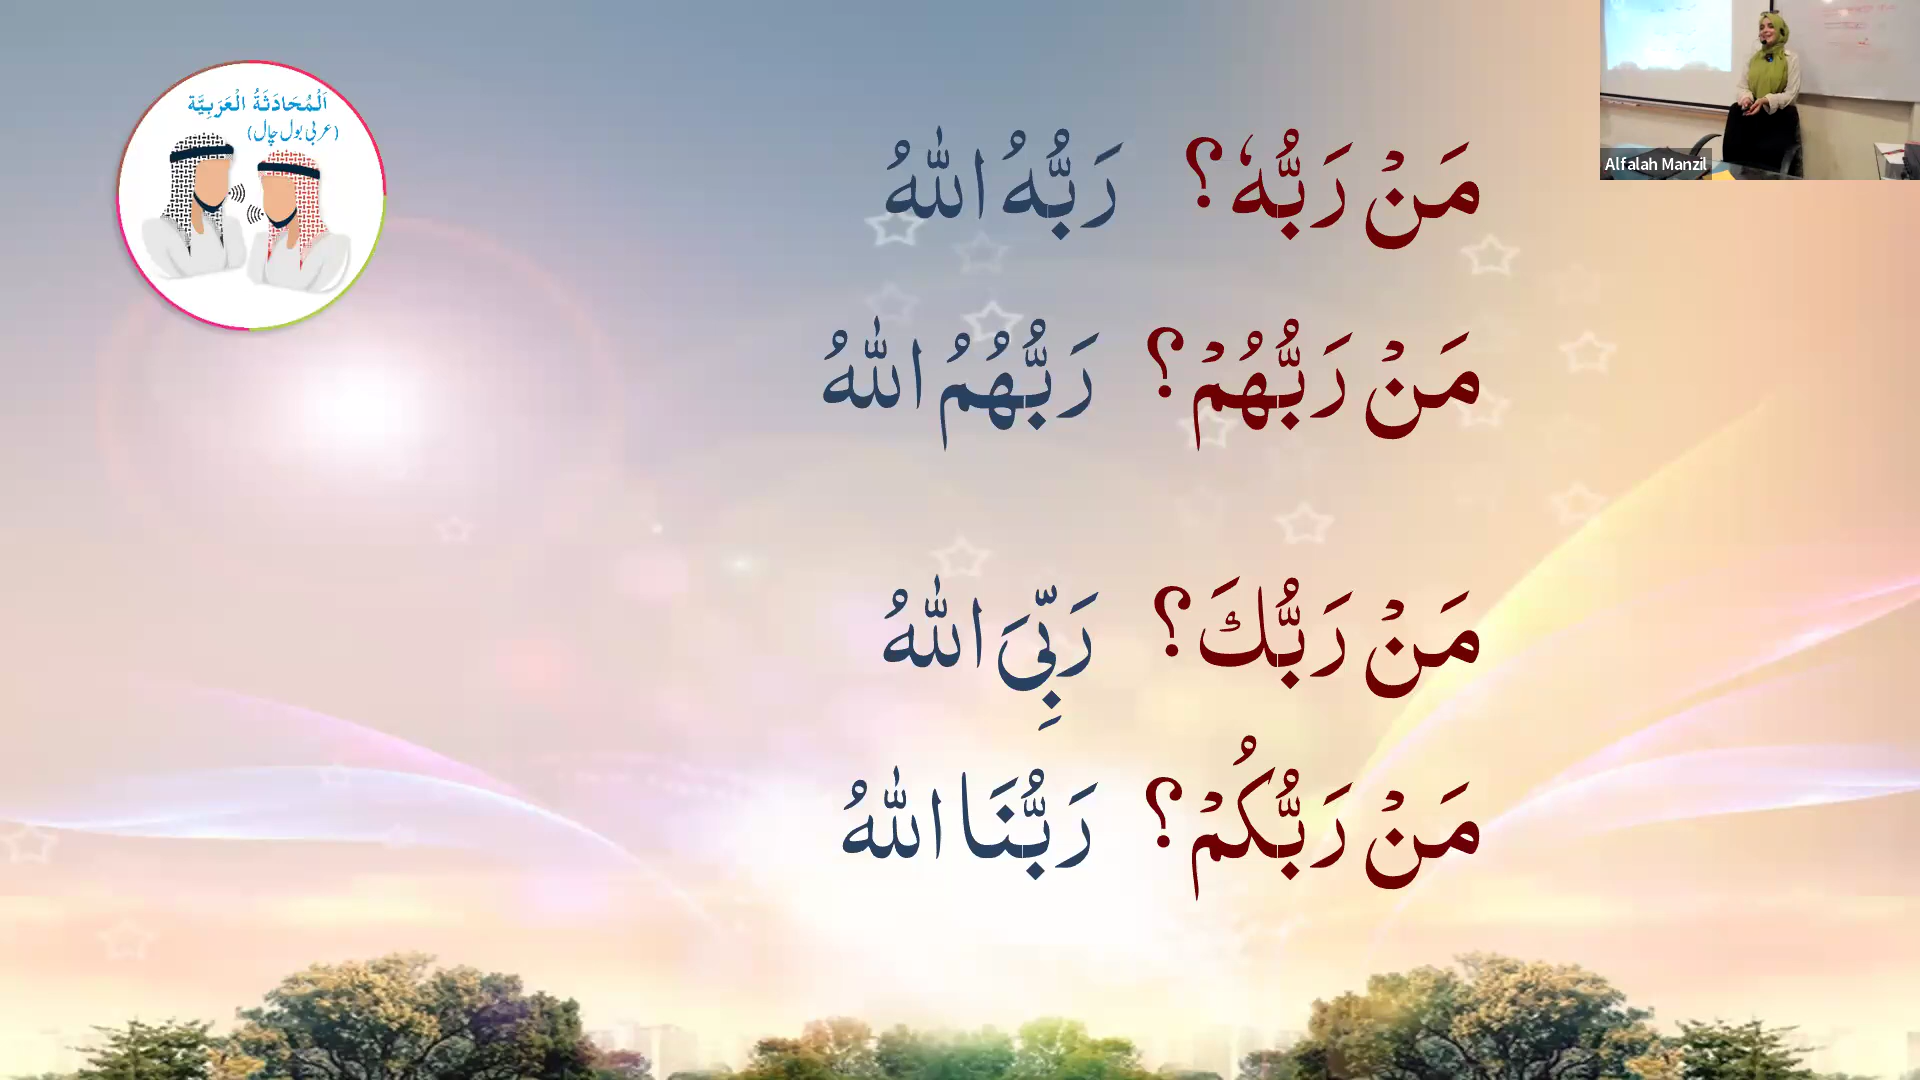 اَلْمُحَادَثَةُ الْعَرَبِيَّة
(عربی بول چال)
مَنْ رَبُّهٗ؟ رَبُّهُ اللّٰهُ
مَنْ رَبُّهُمْ؟ رَبُّهُمُ اللّٰهُ
مَنْ رَبُّكَ؟ رَبِّیَ اللّٰهُ
مَنْ رَبُّكُمْ؟ رَبُّنَا اللّٰهُ
Alfalah Manzil